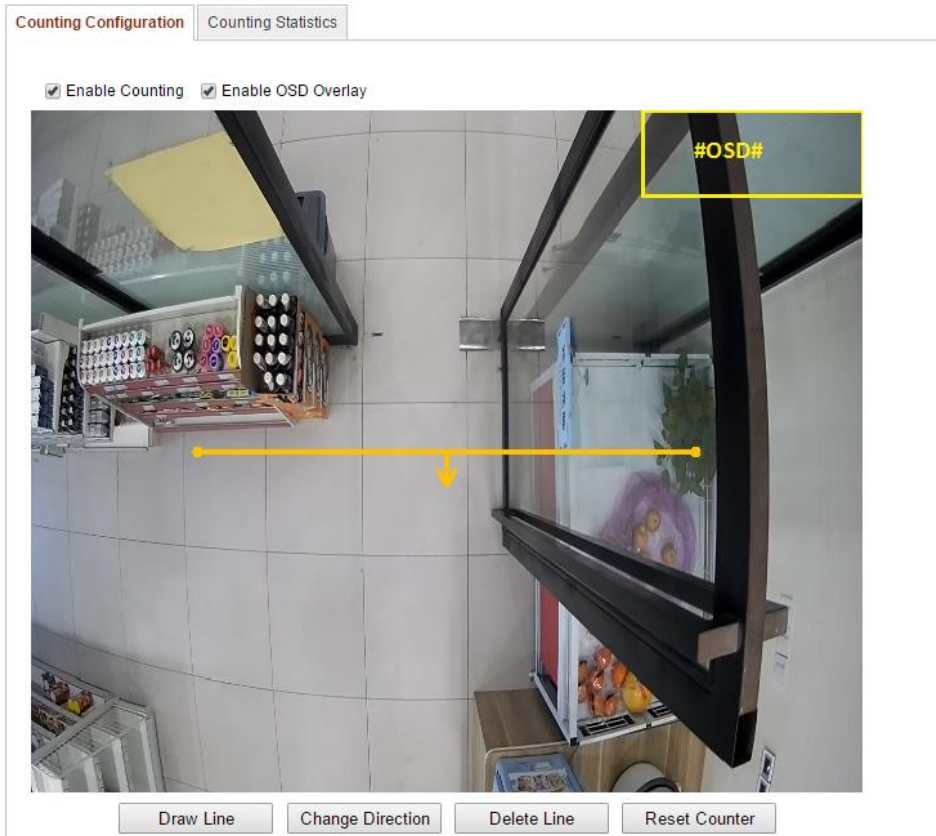 Counting Configuration
Counting Statistics
Enable Counting
Enable OSD Overlay
#OSD#
Draw Line
Change Direction
Delete Line
Reset Counter